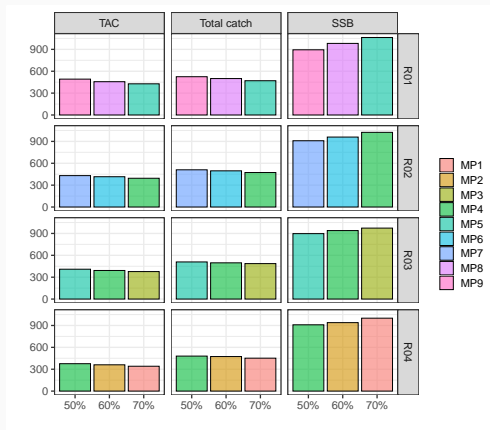 TAC Total catch SSB
900
600
300
0
R01
900
600
300
0
R02
900
600
300
0
R03
900
600
300
0
R04
50% 60% 70% 50% 60% 70% 50% 60% 70%
MP1
MP2
MP3
MP4
MP5
MP6
MP7
MP8
MP9